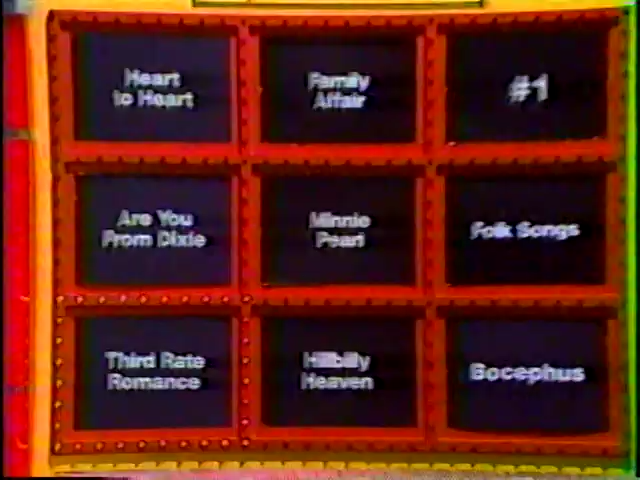 Heart
to Heart
Family
Affair
#1
Are You
From Dixie
Minnie
Pearl
Folk Songs
Third Rate
Romance
Hillbilly
Heaven
Bocephus